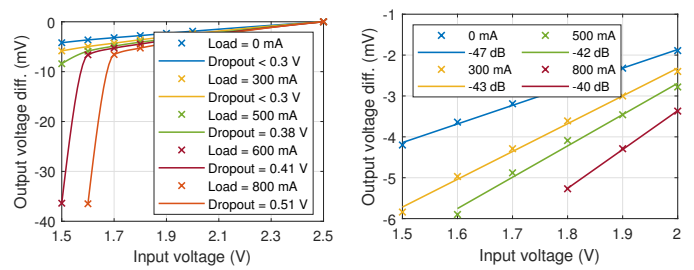 Output voltage diff. (mV)
0
-10
-20
-30
-40
Load = 0 mA
Dropout < 0.3 V
Load = 300 mA
Dropout < 0.3 V
Load = 500 mA
Dropout = 0.38 V
Load = 600 mA
Dropout = 0.41 V
Load = 800 mA
Dropout = 0.51 V
1.5 1.7 1.9 2.1 2.3 2.5
Input voltage (V)
Output voltage diff. (mV)
-1
-2
-3
-4
-5
-6
0 mA 500 mA
-47 dB -42 dB
300 mA 800 mA
-43 dB -40 dB
1.5 1.6 1.7 1.8 1.9 2
Input voltage (V)